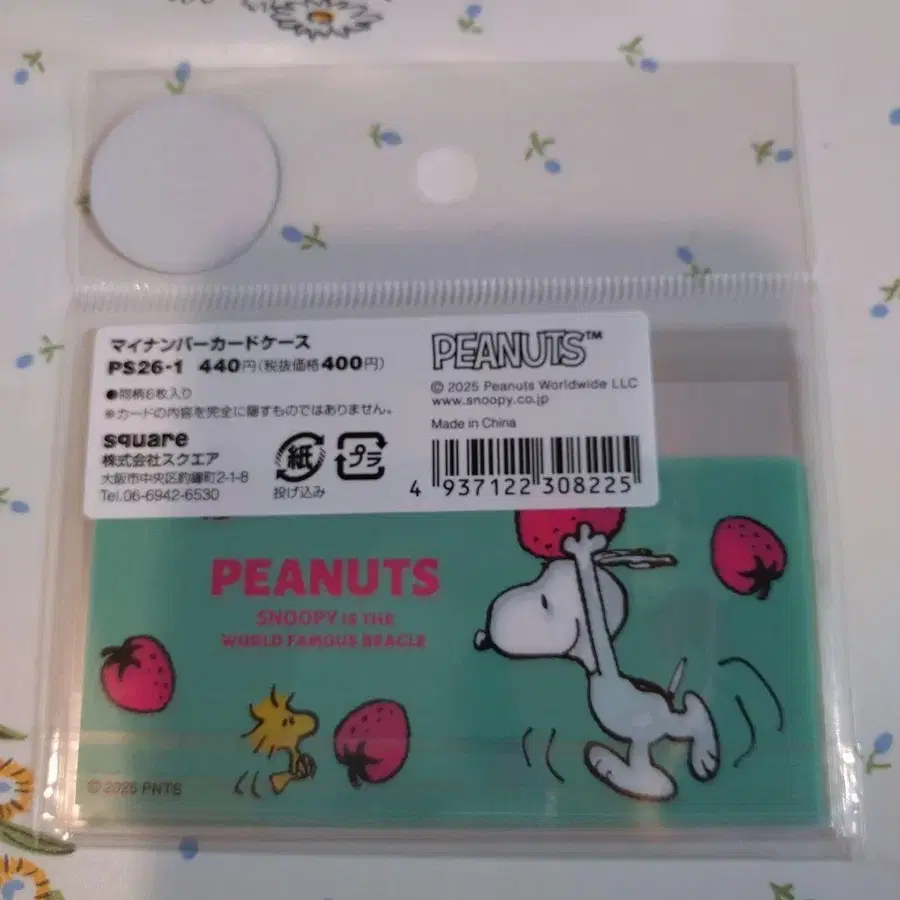 マイナンバーカードケース
PS26-1 440円(税抜価格400円)
●同柄6枚入り
※カードの内容を完全に隠すものではありません。
square
株式会社スクエア
大阪市中央区釣鐘町2-1-8
Tel.06-6942-6530
紙
投げ込み
プラ
PEANUTS™
© 2025 Peanuts Worldwide LLC
www.snoopy.co.jp
Made in China
4 937122 308225
PEANUTS
SNOOPY IS THE
WORLD FAMOUS BEAGLE
© 2025 PNTS